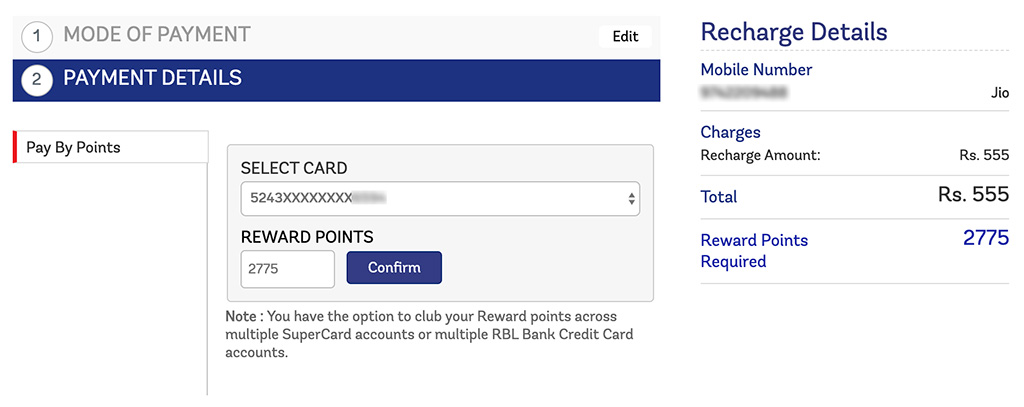 1 MODE OF PAYMENT Edit
2 PAYMENT DETAILS
Pay By Points
SELECT CARD
5243XXXXXXXX
REWARD POINTS
2775 Confirm
Note : You have the option to club your Reward points across
multiple SuperCard accounts or multiple RBL Bank Credit Card
accounts.
Recharge Details
Mobile Number
Jio
Charges
Recharge Amount: Rs. 555
Total Rs. 555
Reward Points 2775
Required